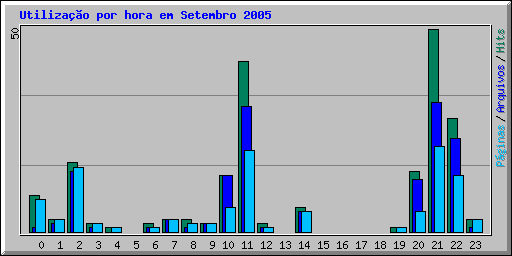 Utilização por hora em Setembro 2005
50
Páginas / Arquivos / Hits
0 1 2 3 4 5 6 7 8 9 10 11 12 13 14 15 16 17 18 19 20 21 22 23